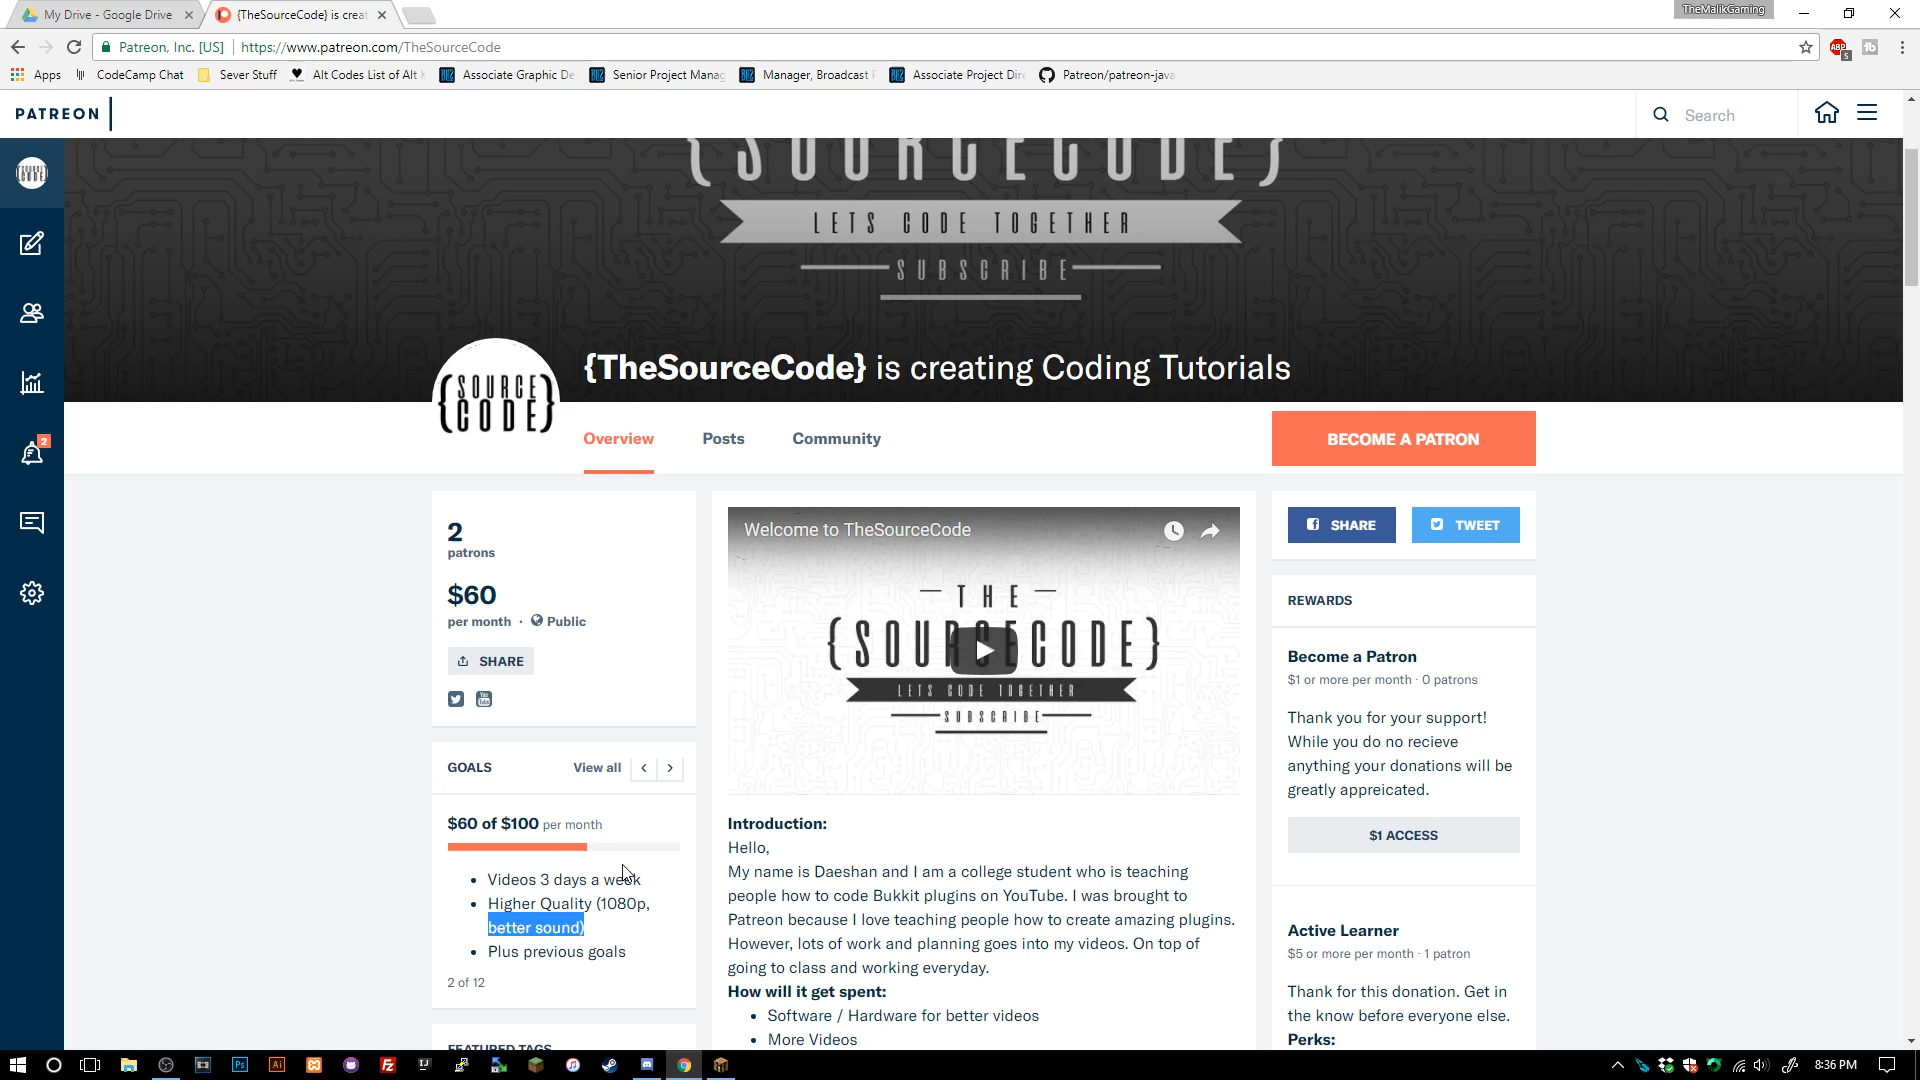 My Drive - Google Drive
{TheSourceCode} is creat
TheMalikGaming
Patreon, Inc. [US]
https://www.patreon.com/TheSourceCode
ABP
5
tb
Apps
CodeCamp Chat
Sever Stuff
Alt Codes List of Alt
Associate Graphic De
Senior Project Manag
Manager, Broadcast
Associate Project Dire
Patreon/patreon-java
PATREON
Search
{SOURCECODE}
LETS CODE TOGETHER
SUBSCRIBE
{SOURCE
CODE}
{TheSourceCode} is creating Coding Tutorials
Overview
Posts
Community
BECOME A PATRON
2
2
patrons
$60
per month · Public
SHARE
GOALS
View all
$60 of $100 per month
• Videos 3 days a week
• Higher Quality (1080p,
better sound)
• Plus previous goals
2 of 12
FEATURED TAGS
Welcome to TheSourceCode
THE
{SOURCECODE}
LETS CODE TOGETHER
SUBSCRIBE
Introduction:
Hello,
My name is Daeshan and I am a college student who is teaching
people how to code Bukkit plugins on YouTube. I was brought to
Patreon because I love teaching people how to create amazing plugins.
However, lots of work and planning goes into my videos. On top of
going to class and working everyday.
How will it get spent:
• Software / Hardware for better videos
• More Videos
SHARE
TWEET
REWARDS
Become a Patron
$1 or more per month · 0 patrons
Thank you for your support!
While you do no recieve
anything your donations will be
greatly appreicated.
$1 ACCESS
Active Learner
$5 or more per month · 1 patron
Thank for this donation. Get in
the know before everyone else.
Perks:
8:36 PM